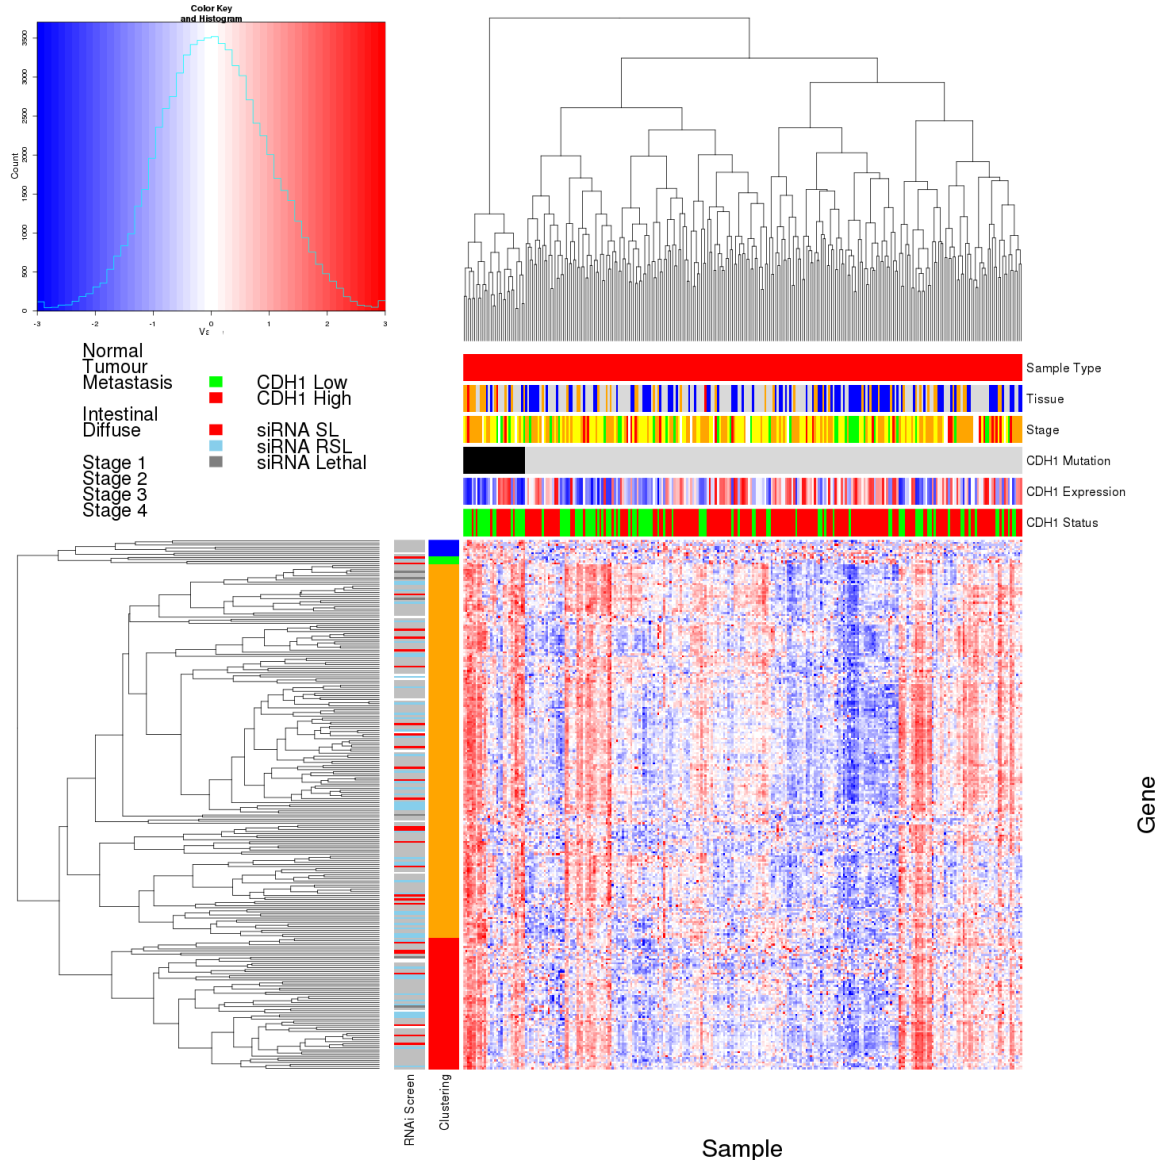 Color Key
and Histogram
Count
0
500
1000
1500
2000
2500
3000
3500
-3
-2
-1
0
1
2
3
Normal
Tumour
Metastasis
Intestinal
Diffuse
Stage 1
Stage 2
Stage 3
Stage 4
CDH1 Low
CDH1 High
siRNA SL
siRNA RSL
siRNA Lethal
Sample Type
Tissue
Stage
CDH1 Mutation
CDH1 Expression
CDH1 Status
Gene
RNAi Screen
Clustering
Sample